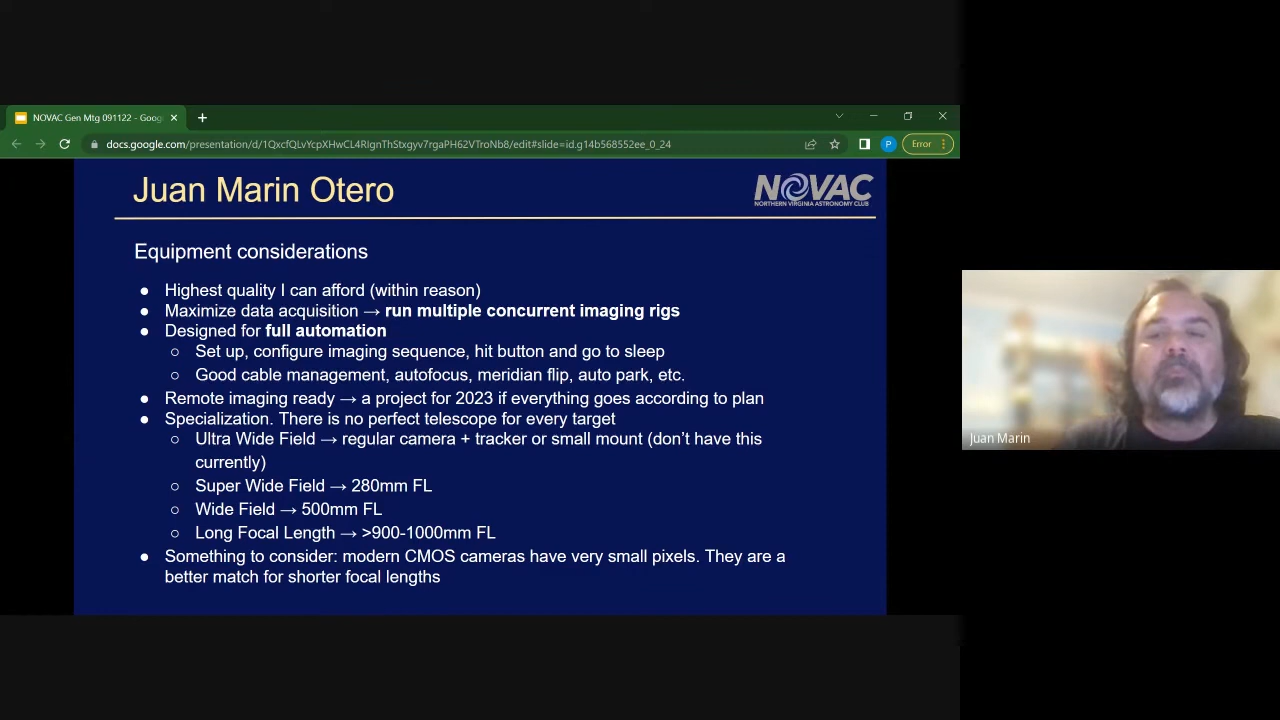 NOVAC Gen Mtg 091122 - Goog
docs.google.com/presentation/d/1QxcfQLvYcpXHwCL4RIgnThStxgyv7rgaPH62VTroNb8/edit#slide=id.g14b568552ee_0_24
P
Error
Juan Marin Otero
NOVAC
NORTHERN VIRGINIA ASTRONOMY CLUB
Equipment considerations
● Highest quality I can afford (within reason)
● Maximize data acquisition → run multiple concurrent imaging rigs
● Designed for full automation
○ Set up, configure imaging sequence, hit button and go to sleep
○ Good cable management, autofocus, meridian flip, auto park, etc.
● Remote imaging ready → a project for 2023 if everything goes according to plan
● Specialization. There is no perfect telescope for every target
○ Ultra Wide Field → regular camera + tracker or small mount (don't have this
currently)
○ Super Wide Field → 280mm FL
○ Wide Field → 500mm FL
○ Long Focal Length → >900-1000mm FL
● Something to consider: modern CMOS cameras have very small pixels. They are a
better match for shorter focal lengths
Juan Marin